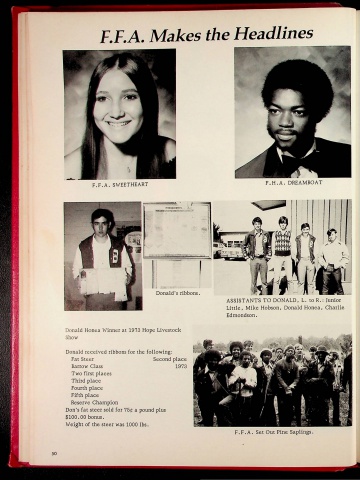 F.F.A. Makes the Headlines
F.F.A. SWEETHEART
F.H.A. DREAMBOAT
Donald's ribbons.
ASSISTANTS TO DONALD, L. to R.: Junior
Little, Mike Hobson, Donald Honea, Charlie
Edmondson.
Donald Honea Winner at 1973 Hope Livestock
Show
Donald received ribbons for the following:
Fat Steer Second place
Barrow Class 1973
Two first places
Third place
Fourth place
Fifth place
Reserve Champion
Don's fat steer sold for 75¢ a pound plus
$100.00 bonus.
Weight of the steer was 1000 lbs.
F.F.A. Set Out Pine Saplings.
80